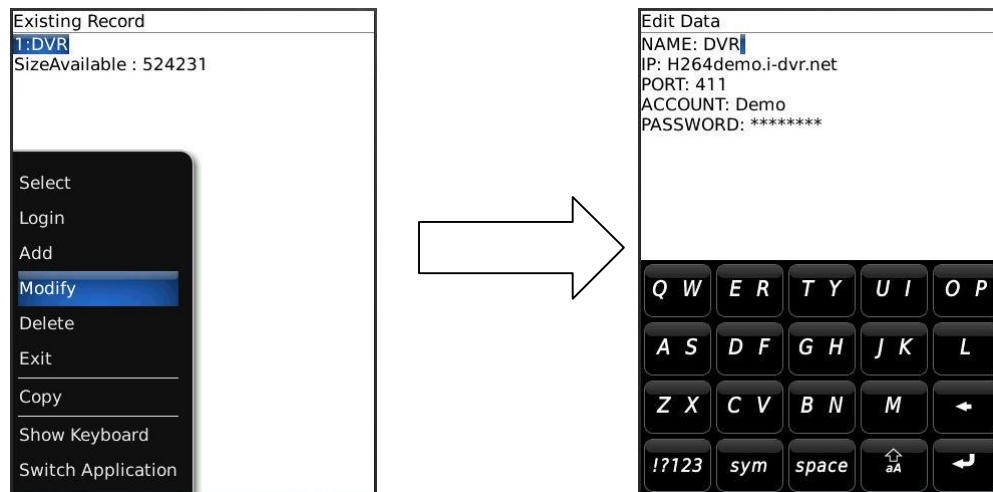 Existing Record
1:DVR
SizeAvailable : 524231
Select
Login
Add
Modify
Delete
Exit
Copy
Show Keyboard
Switch Application
Edit Data
NAME: DVR
IP: H264demo.i-dvr.net
PORT: 411
ACCOUNT: Demo
PASSWORD: ********
Q W E R T Y U I O P
A S D F G H J K L
Z X C V B N M
!?123 sym space aA